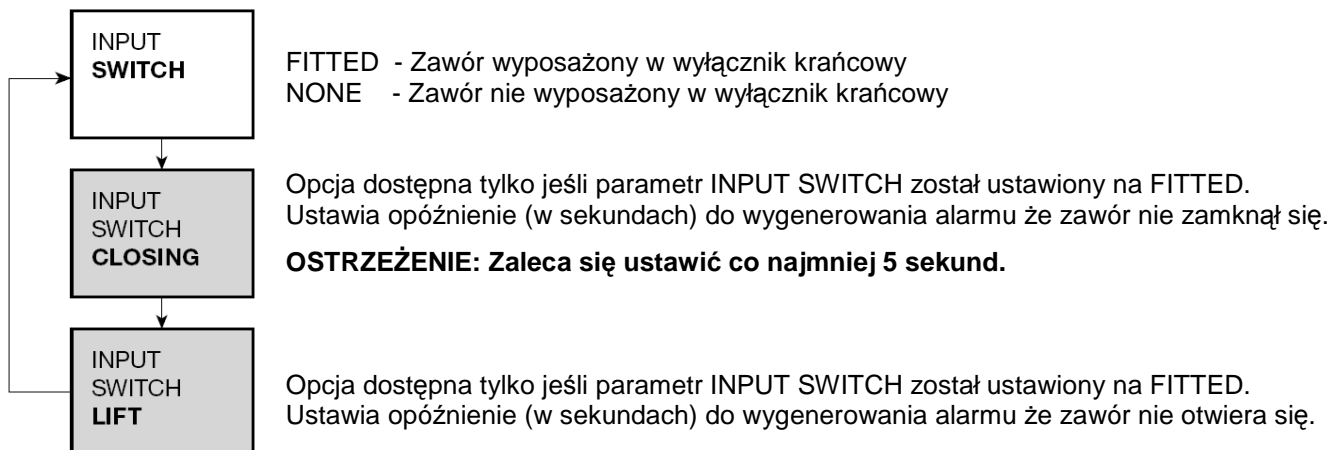 INPUT
SWITCH
FITTED - Zawór wyposażony w wyłącznik krańcowy
NONE - Zawór nie wyposażony w wyłącznik krańcowy
INPUT
SWITCH
CLOSING
Opcja dostępna tylko jeśli parametr INPUT SWITCH został ustawiony na FITTED.
Ustawia opóźnienie (w sekundach) do wygenerowania alarmu że zawór nie zamknął się.
OSTRZEŻENIE: Zaleca się ustawić co najmniej 5 sekund.
INPUT
SWITCH
LIFT
Opcja dostępna tylko jeśli parametr INPUT SWITCH został ustawiony na FITTED.
Ustawia opóźnienie (w sekundach) do wygenerowania alarmu że zawór nie otwiera się.